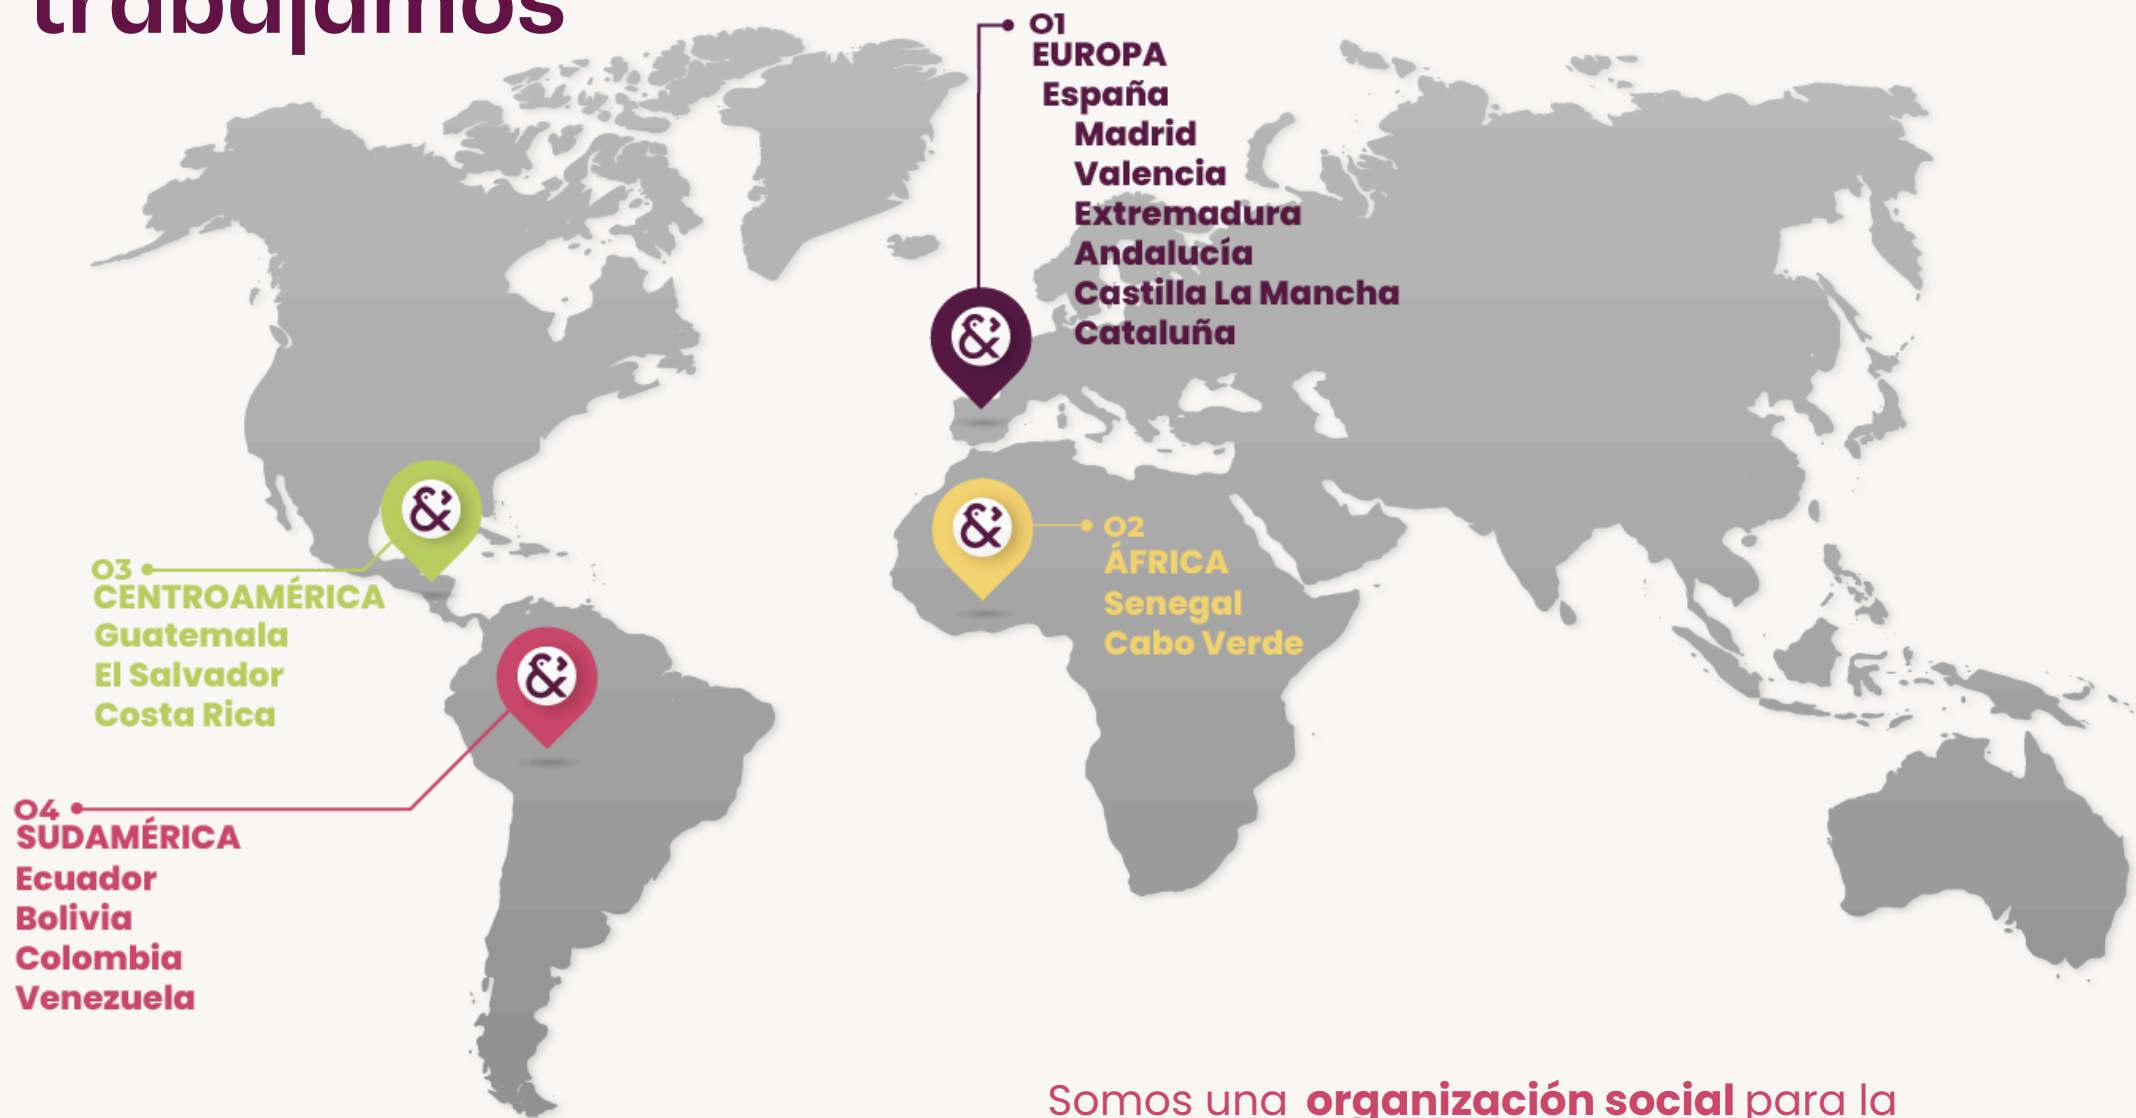 trabajamos
01
EUROPA
España
Madrid
Valencia
Extremadura
Andalucía
Castilla La Mancha
Cataluña
02
ÁFRICA
Senegal
Cabo Verde
03
CENTROAMÉRICA
Guatemala
El Salvador
Costa Rica
04
SUDAMÉRICA
Ecuador
Bolivia
Colombia
Venezuela
Somos una organización social para la